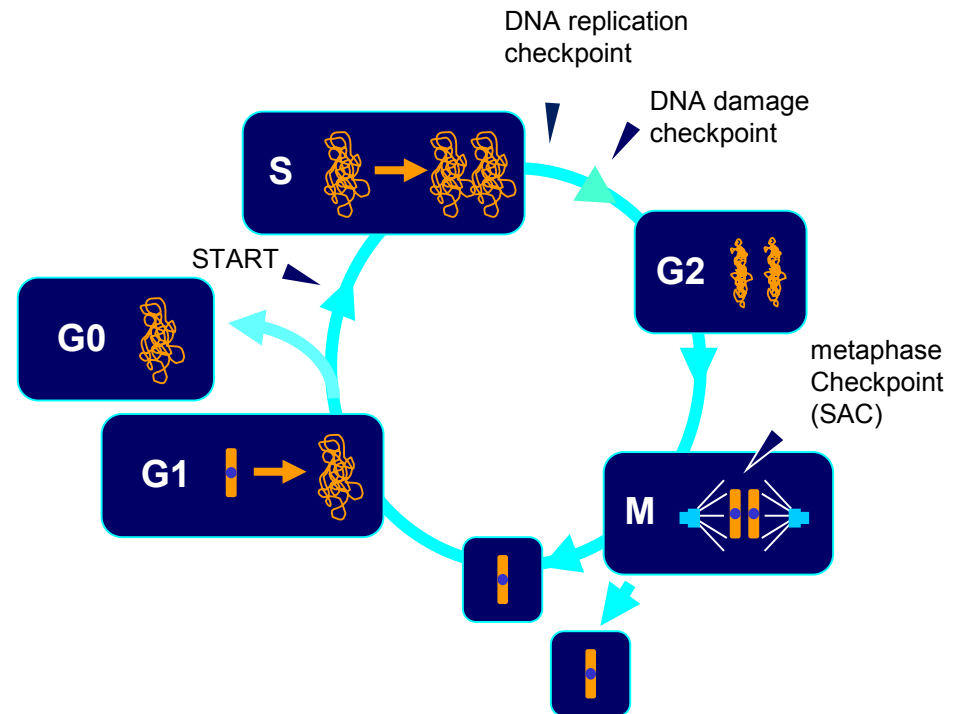 DNA replication
checkpoint
DNA damage
checkpoint
S
START
G2
G0
metaphase
Checkpoint
(SAC)
G1
M